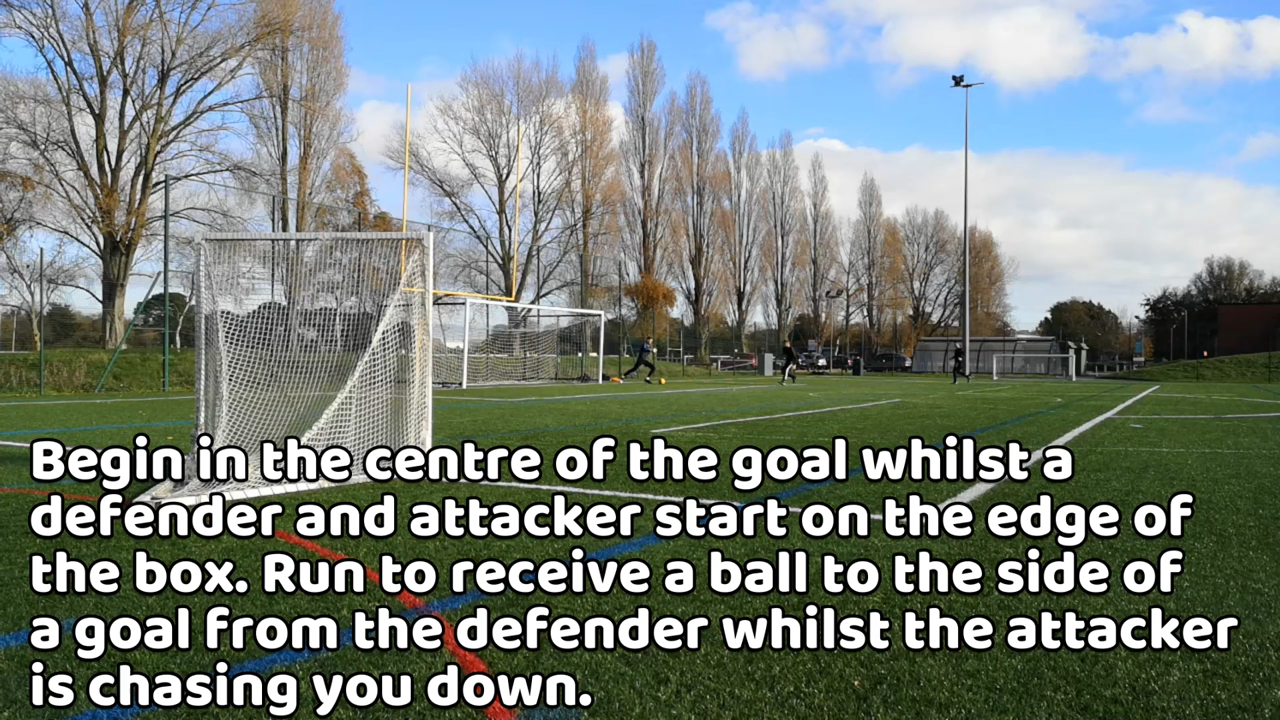 Begin in the centre of the goal whilst a
defender and attacker start on the edge of
the box. Run to receive a ball to the side of
a goal from the defender whilst the attacker
is chasing you down.